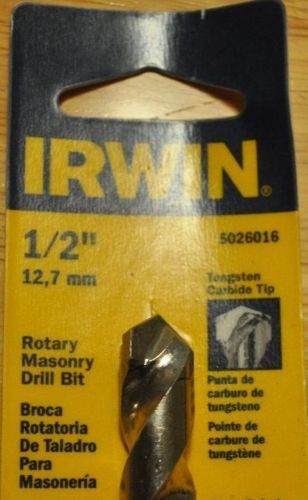 IRWIN®
1/2"
12,7 mm
5026016
Tungsten
Carbide Tip
Rotary
Masonry
Drill Bit
Punta de
carburo de
tungsteno
Pointe de
carbure de
tungstène
Broca
Rotatoria
De Taladro
Para
Masonería